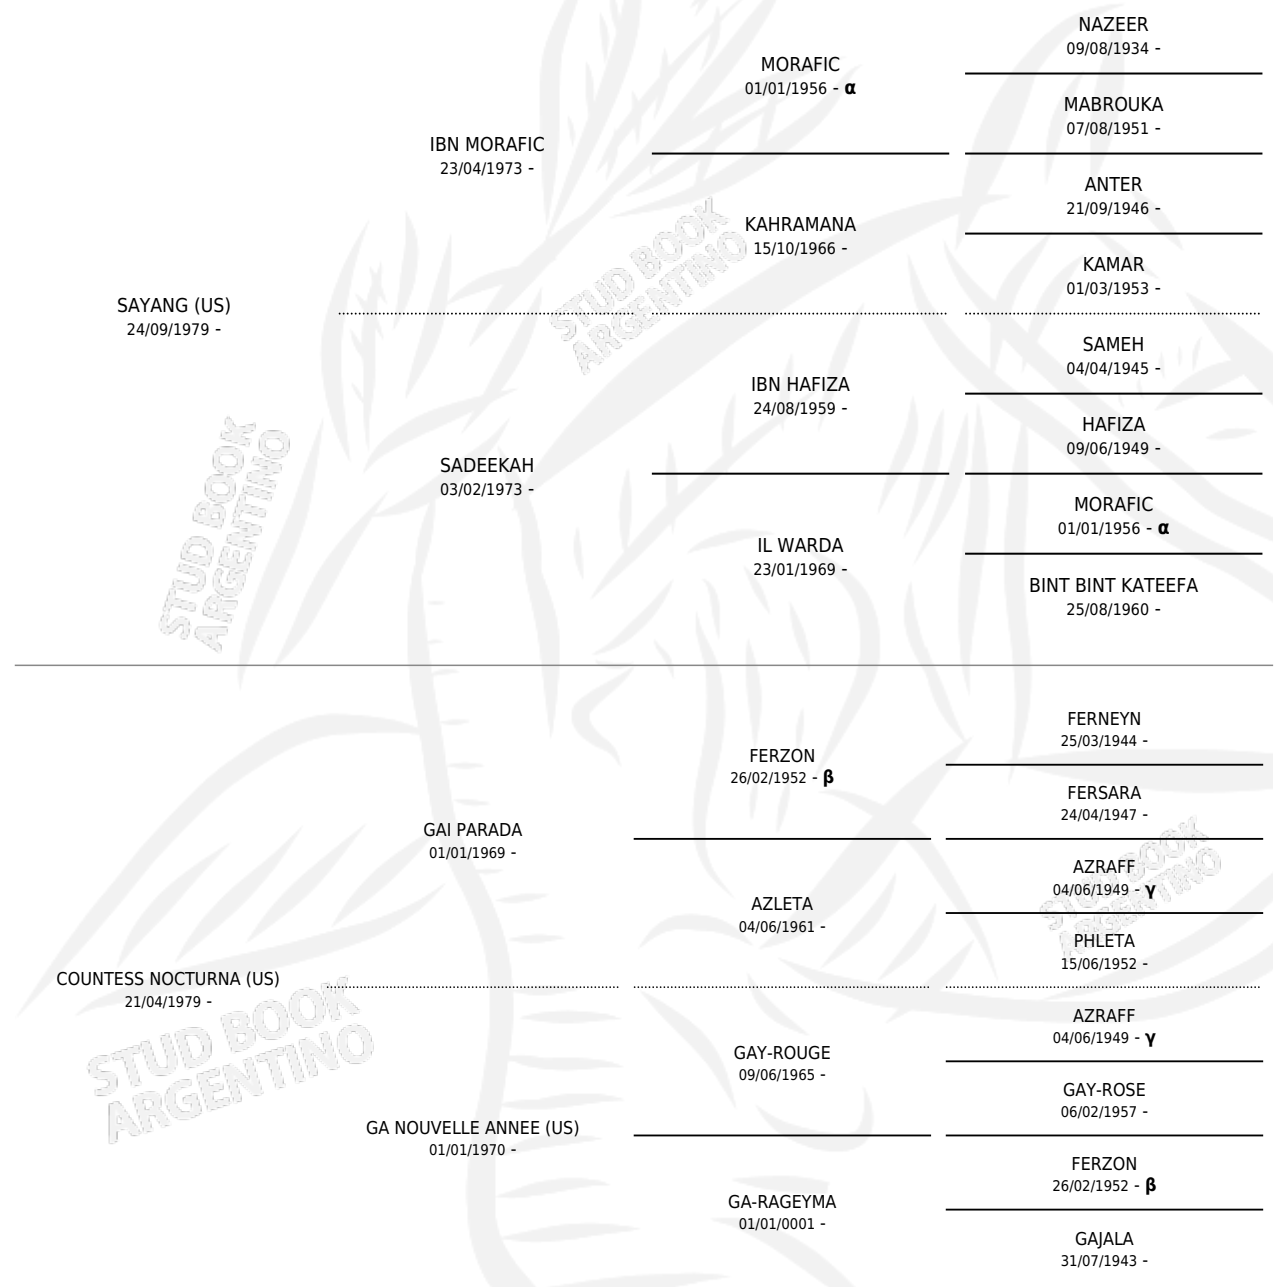 NAZEER
09/08/1934 -
MORAFIC
01/01/1956 - α
MABROUKA
07/08/1951 -
IBN MORAFIC
23/04/1973 -
ANTER
21/09/1946 -
KAHRAMANA
15/10/1966 -
KAMAR
01/03/1953 -
SAYANG (US)
24/09/1979 -
SAMEH
04/04/1945 -
IBN HAFIZA
24/08/1959 -
HAFIZA
09/06/1949 -
SADEEKAH
03/02/1973 -
MORAFIC
01/01/1956 - α
IL WARDA
23/01/1969 -
BINT BINT KATEEFA
25/08/1960 -
STUD BOOK
ARGENTINO
STUD BOOK
ARGENTINO
FERNEYN
25/03/1944 -
FERZON
26/02/1952 - β
FERSARA
24/04/1947 -
GAI PARADA
01/01/1969 -
AZRAFF
04/06/1949 - γ
AZLETA
04/06/1961 -
PHLETA
15/06/1952 -
COUNTESS NOCTURNA (US)
21/04/1979 -
AZRAFF
04/06/1949 - γ
GAY-ROUGE
09/06/1965 -
GAY-ROSE
06/02/1957 -
GA NOUVELLE ANNEE (US)
01/01/1970 -
FERZON
26/02/1952 - β
GA-RAGEYMA
01/01/0001 -
GAJALA
31/07/1943 -
STUD BOOK
ARGENTINO
STUD BOOK
ARGENTINO